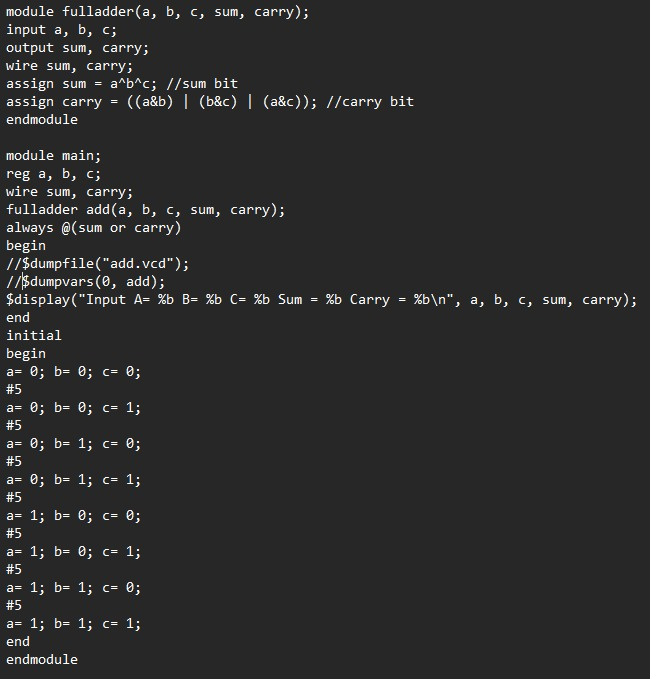 module fulladder(a, b, c, sum, carry);
input a, b, c;
output sum, carry;
wire sum, carry;
assign sum = a^b^c; //sum bit
assign carry = ((a&b) | (b&c) | (a&c)); //carry bit
endmodule

module main;
reg a, b, c;
wire sum, carry;
fulladder add(a, b, c, sum, carry);
always @(sum or carry)
begin
//$dumpfile("add.vcd");
//$dumpvars(0, add);
$display("Input A= %b B= %b C= %b Sum = %b Carry = %b\n", a, b, c, sum, carry);
end
initial
begin
a= 0; b= 0; c= 0;
#5
a= 0; b= 0; c= 1;
#5
a= 0; b= 1; c= 0;
#5
a= 0; b= 1; c= 1;
#5
a= 1; b= 0; c= 0;
#5
a= 1; b= 0; c= 1;
#5
a= 1; b= 1; c= 0;
#5
a= 1; b= 1; c= 1;
end
endmodule